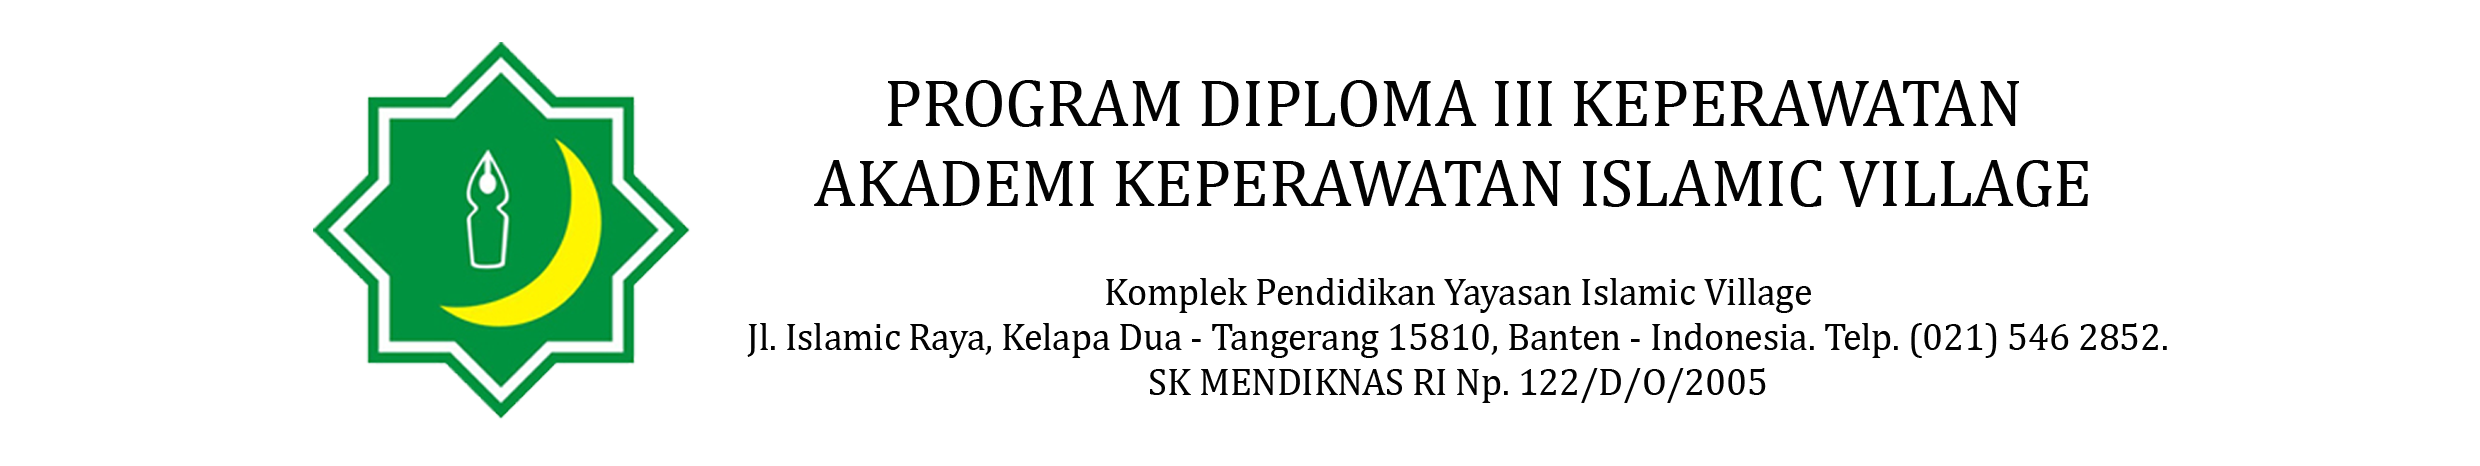 PROGRAM DIPLOMA III KEPERAWATAN
AKADEMI KEPERAWATAN ISLAMIC VILLAGE
Komplek Pendidikan Yayasan Islamic Village
Jl. Islamic Raya, Kelapa Dua - Tangerang 15810, Banten - Indonesia. Telp. (021) 546 2852.
SK MENDIKNAS RI Np. 122/D/O/2005